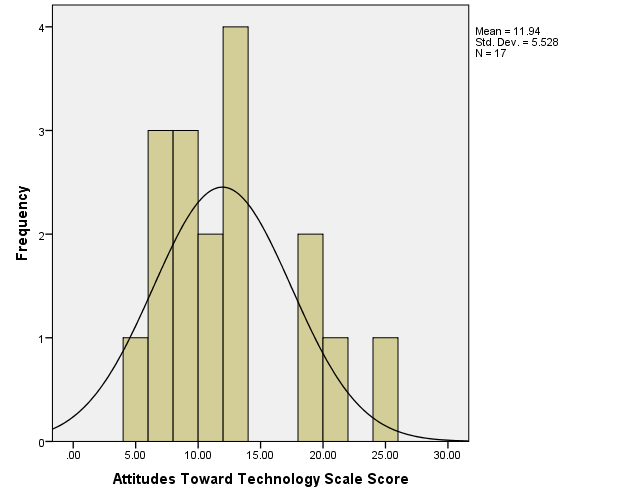 Mean = 11.94
Std. Dev. = 5.528
N = 17
4
3
2
1
0
Frequency
.00 5.00 10.00 15.00 20.00 25.00 30.00
Attitudes Toward Technology Scale Score